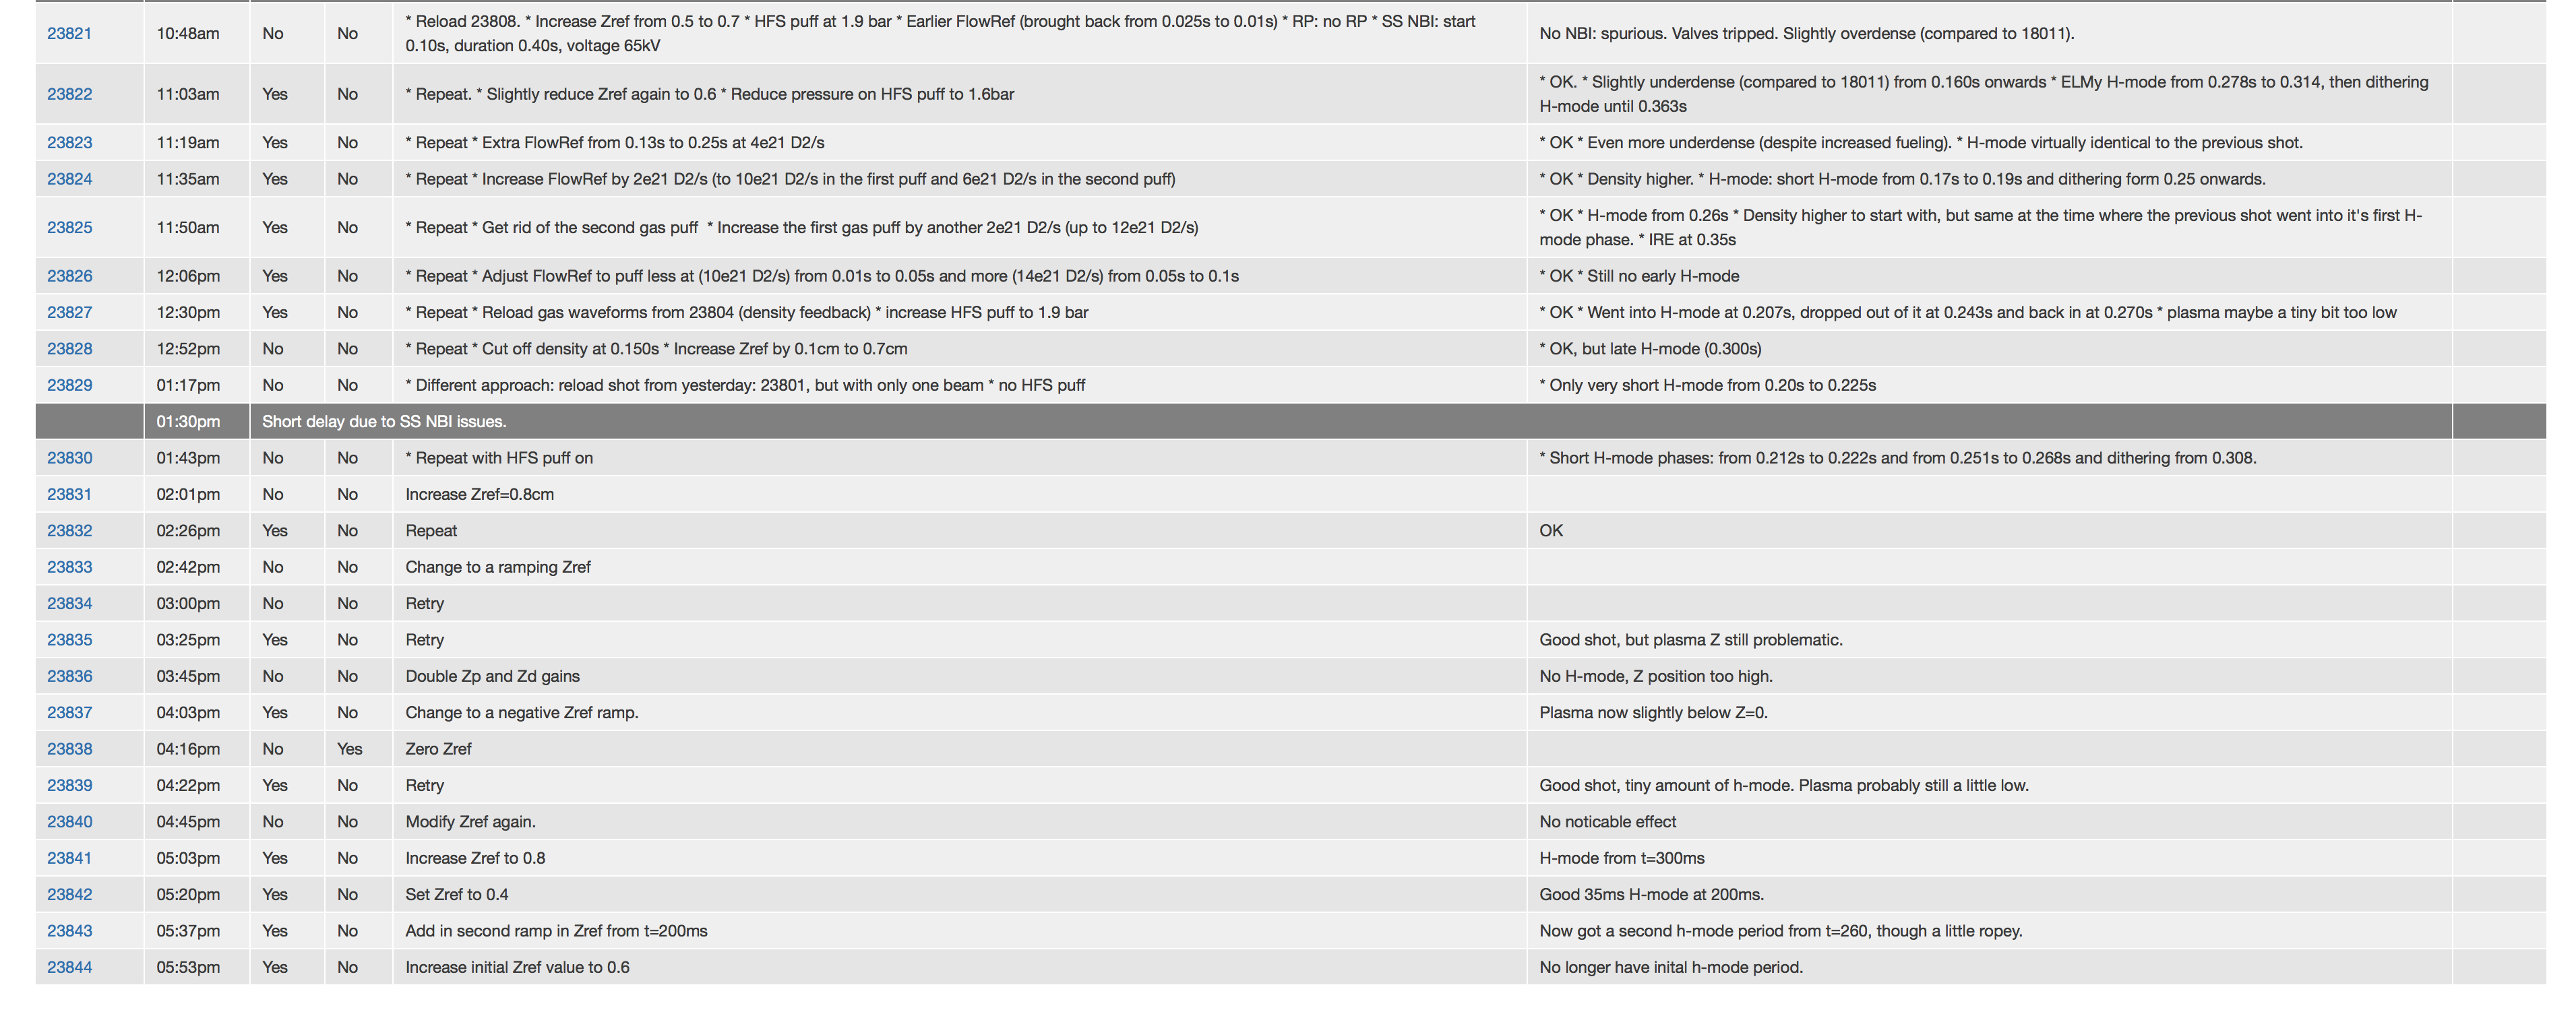 23821 10:48am No No * Reload 23808. * Increase Zref from 0.5 to 0.7 * HFS puff at 1.9 bar * Earlier FlowRef (brought back from 0.025s to 0.01s) * RP: no RP * SS NBI: start
0.10s, duration 0.40s, voltage 65kV
No NBI: spurious. Valves tripped. Slightly overdense (compared to 18011).
23822 11:03am Yes No * Repeat. * Slightly reduce Zref again to 0.6 * Reduce pressure on HFS puff to 1.6bar
* OK. * Slightly underdense (compared to 18011) from 0.160s onwards * ELMy H-mode from 0.278s to 0.314, then dithering
H-mode until 0.363s
23823 11:19am Yes No * Repeat * Extra FlowRef from 0.13s to 0.25s at 4e21 D2/s * OK * Even more underdense (despite increased fueling). * H-mode virtually identical to the previous shot.
23824 11:35am Yes No * Repeat * Increase FlowRef by 2e21 D2/s (to 10e21 D2/s in the first puff and 6e21 D2/s in the second puff) * OK * Density higher. * H-mode: short H-mode from 0.17s to 0.19s and dithering form 0.25 onwards.
23825 11:50am Yes No * Repeat * Get rid of the second gas puff * Increase the first gas puff by another 2e21 D2/s (up to 12e21 D2/s)
* OK * H-mode from 0.26s * Density higher to start with, but same at the time where the previous shot went into it's first H-
mode phase. * IRE at 0.35s
23826 12:06pm Yes No * Repeat * Adjust FlowRef to puff less at (10e21 D2/s) from 0.01s to 0.05s and more (14e21 D2/s) from 0.05s to 0.1s * OK * Still no early H-mode
23827 12:30pm Yes No * Repeat * Reload gas waveforms from 23804 (density feedback) * increase HFS puff to 1.9 bar * OK * Went into H-mode at 0.207s, dropped out of it at 0.243s and back in at 0.270s * plasma maybe a tiny bit too low
23828 12:52pm No No * Repeat * Cut off density at 0.150s * Increase Zref by 0.1cm to 0.7cm * OK, but late H-mode (0.300s)
23829 01:17pm No No * Different approach: reload shot from yesterday: 23801, but with only one beam * no HFS puff * Only very short H-mode from 0.20s to 0.225s
01:30pm Short delay due to SS NBI issues.
23830 01:43pm No No * Repeat with HFS puff on * Short H-mode phases: from 0.212s to 0.222s and from 0.251s to 0.268s and dithering from 0.308.
23831 02:01pm No No Increase Zref=0.8cm
23832 02:26pm Yes No Repeat OK
23833 02:42pm No No Change to a ramping Zref
23834 03:00pm No No Retry
23835 03:25pm Yes No Retry Good shot, but plasma Z still problematic.
23836 03:45pm No No Double Zp and Zd gains No H-mode, Z position too high.
23837 04:03pm Yes No Change to a negative Zref ramp. Plasma now slightly below Z=0.
23838 04:16pm No Yes Zero Zref
23839 04:22pm Yes No Retry Good shot, tiny amount of h-mode. Plasma probably still a little low.
23840 04:45pm No No Modify Zref again. No noticable effect
23841 05:03pm Yes No Increase Zref to 0.8 H-mode from t=300ms
23842 05:20pm Yes No Set Zref to 0.4 Good 35ms H-mode at 200ms.
23843 05:37pm Yes No Add in second ramp in Zref from t=200ms Now got a second h-mode period from t=260, though a little ropey.
23844 05:53pm Yes No Increase initial Zref value to 0.6 No longer have inital h-mode period.